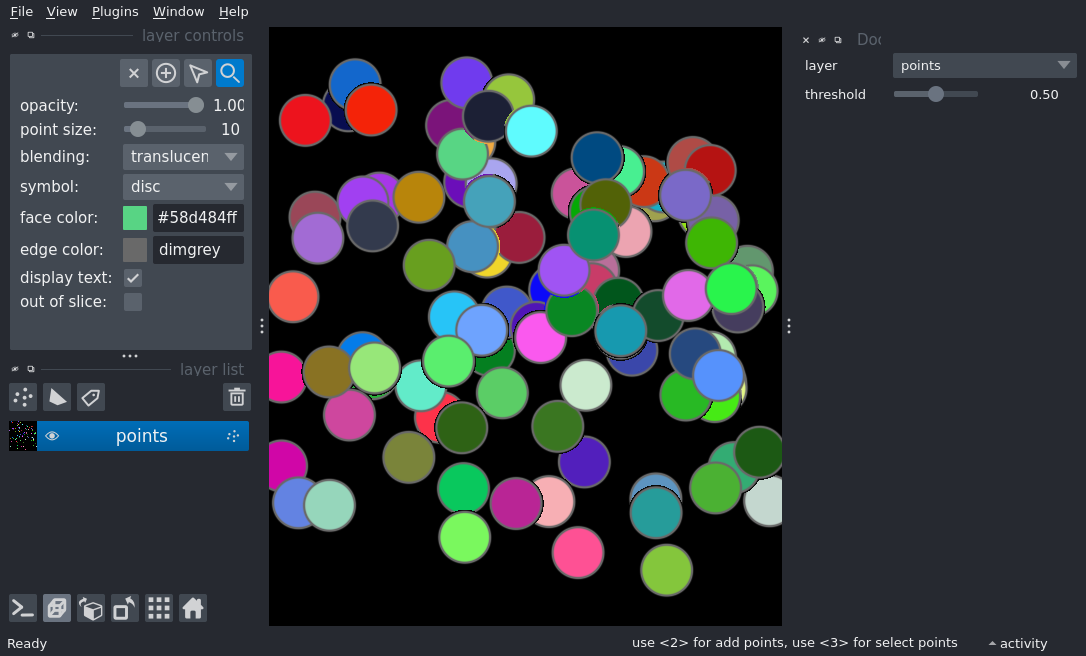 File View Plugins Window Help
layer controls
opacity: 1.00
point size: 10
blending: translucen
symbol: disc
face color: #58d484ff
edge color: dimgrey
display text:
out of slice:
layer list
points
Doc
layer points
threshold 0.50
Ready
use <2> for add points, use <3> for select points
activity